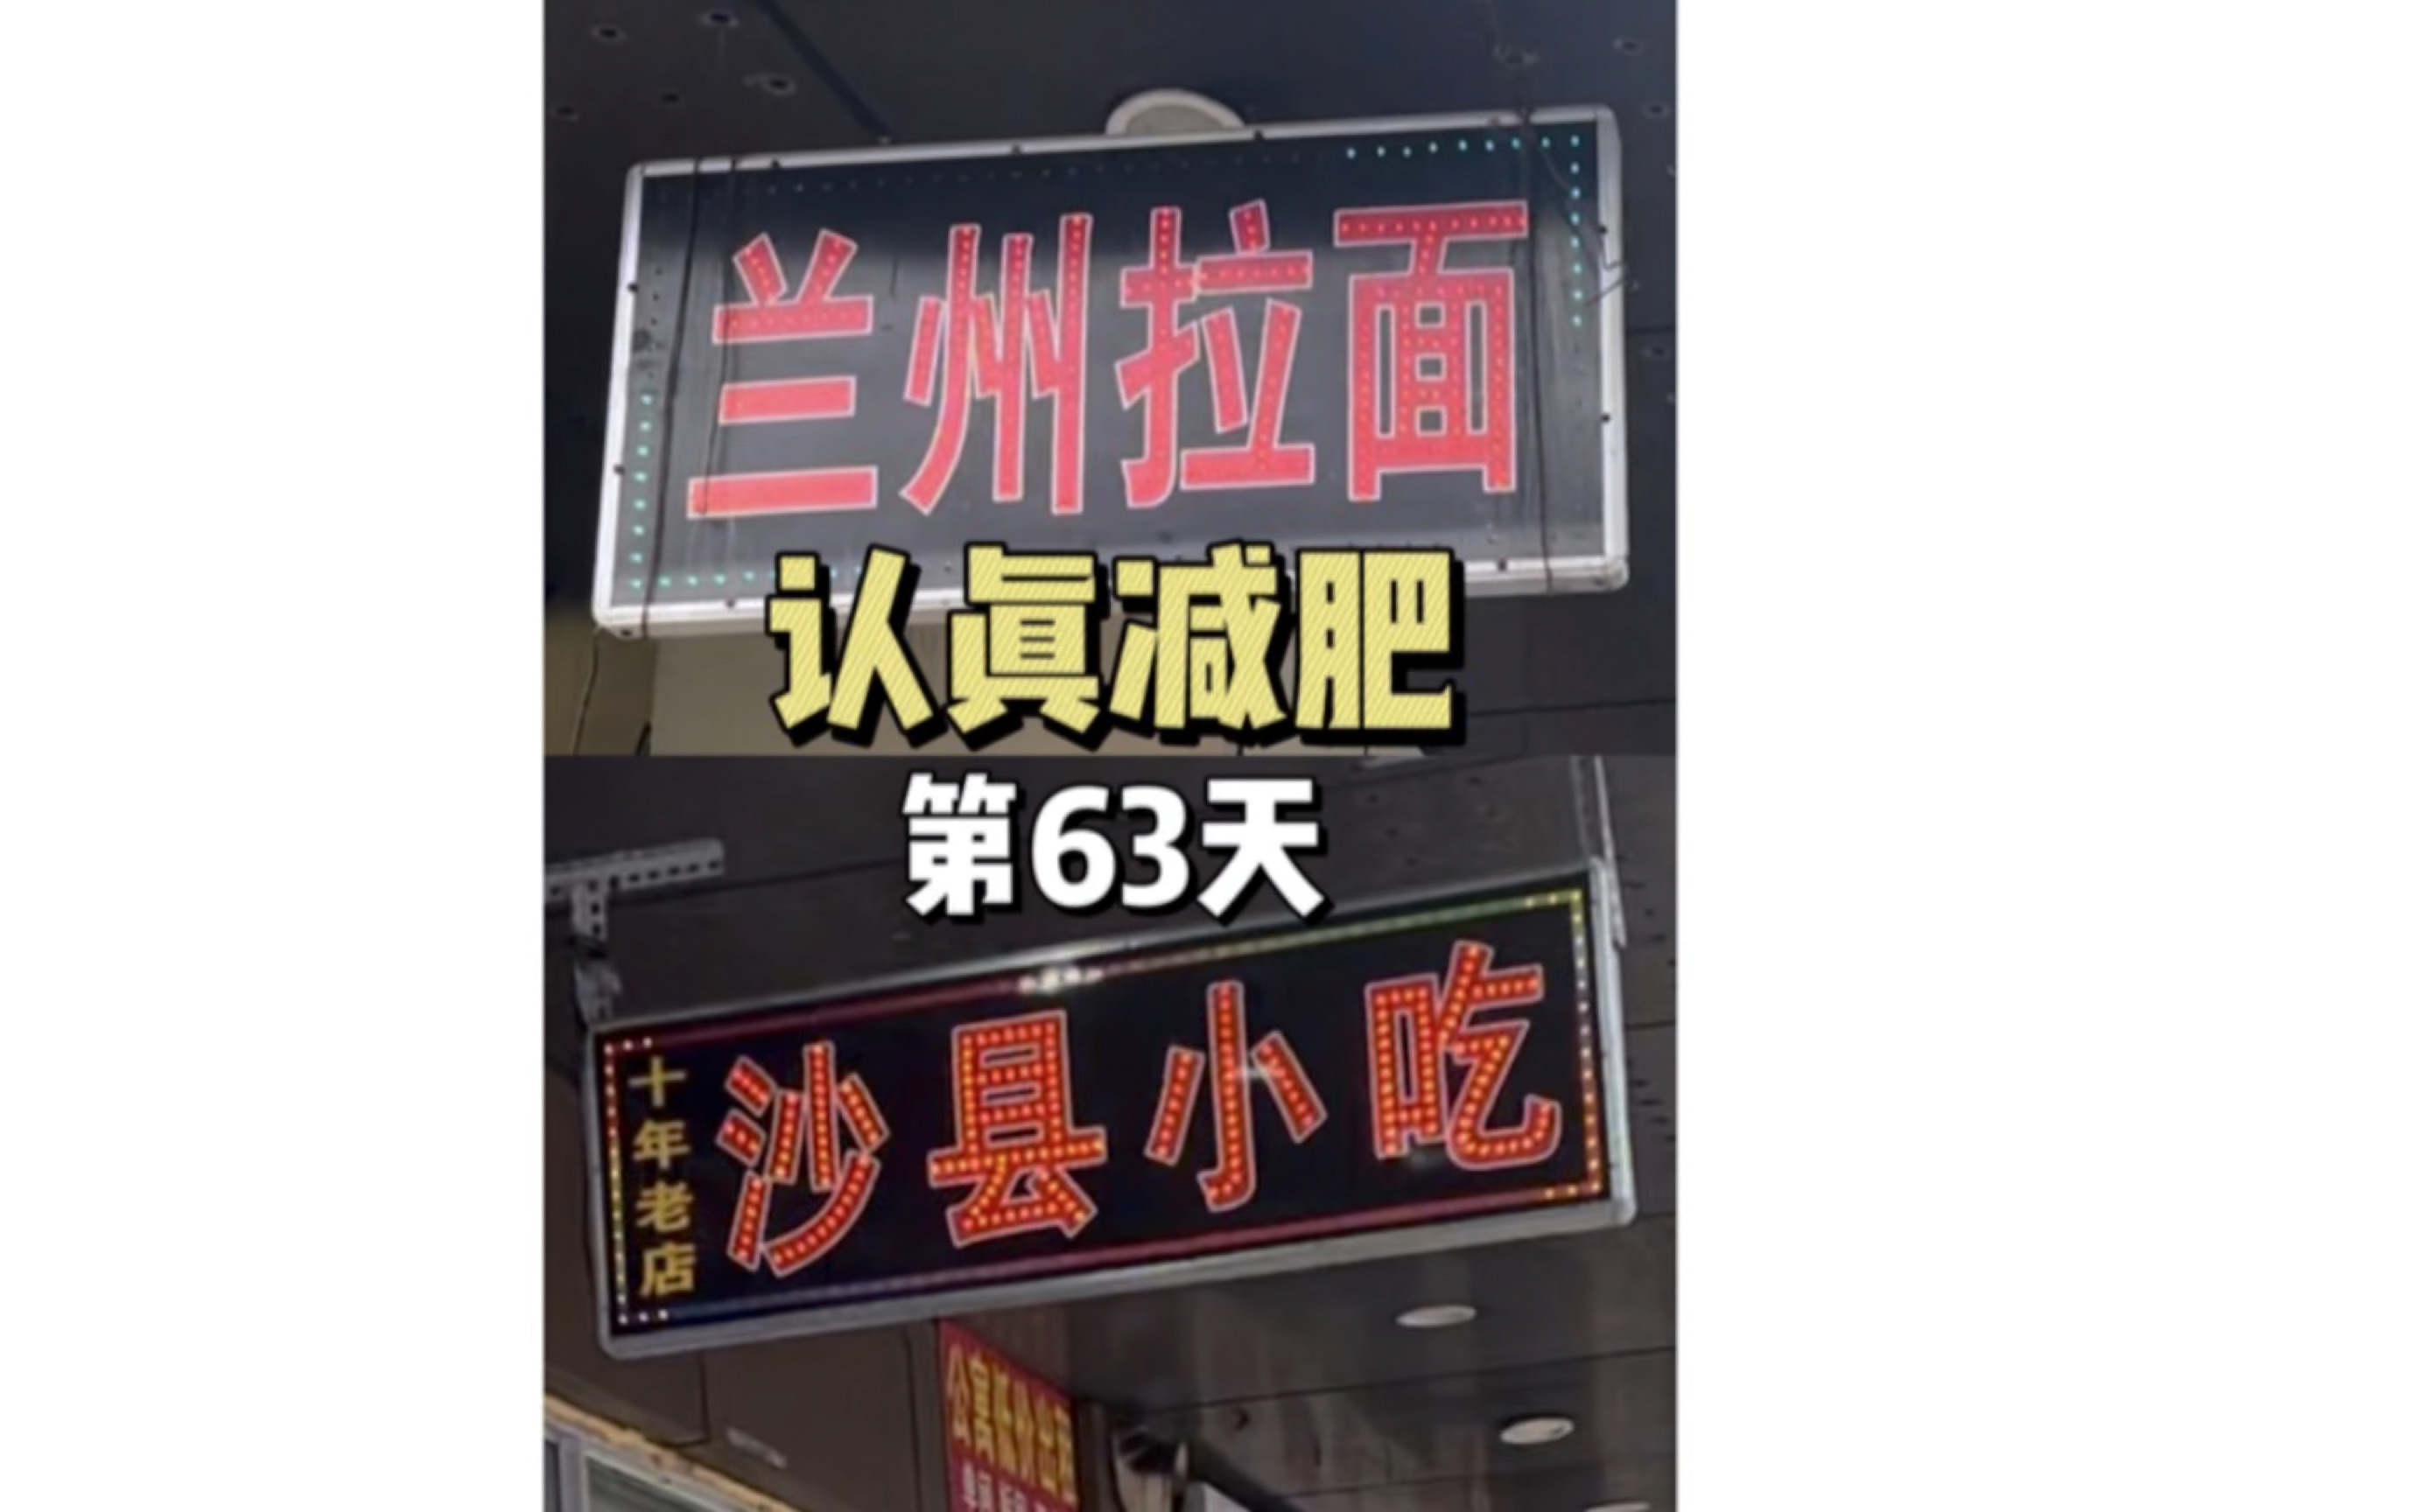 兰州拉面
认真减肥
第63天
十年老店
沙县小吃